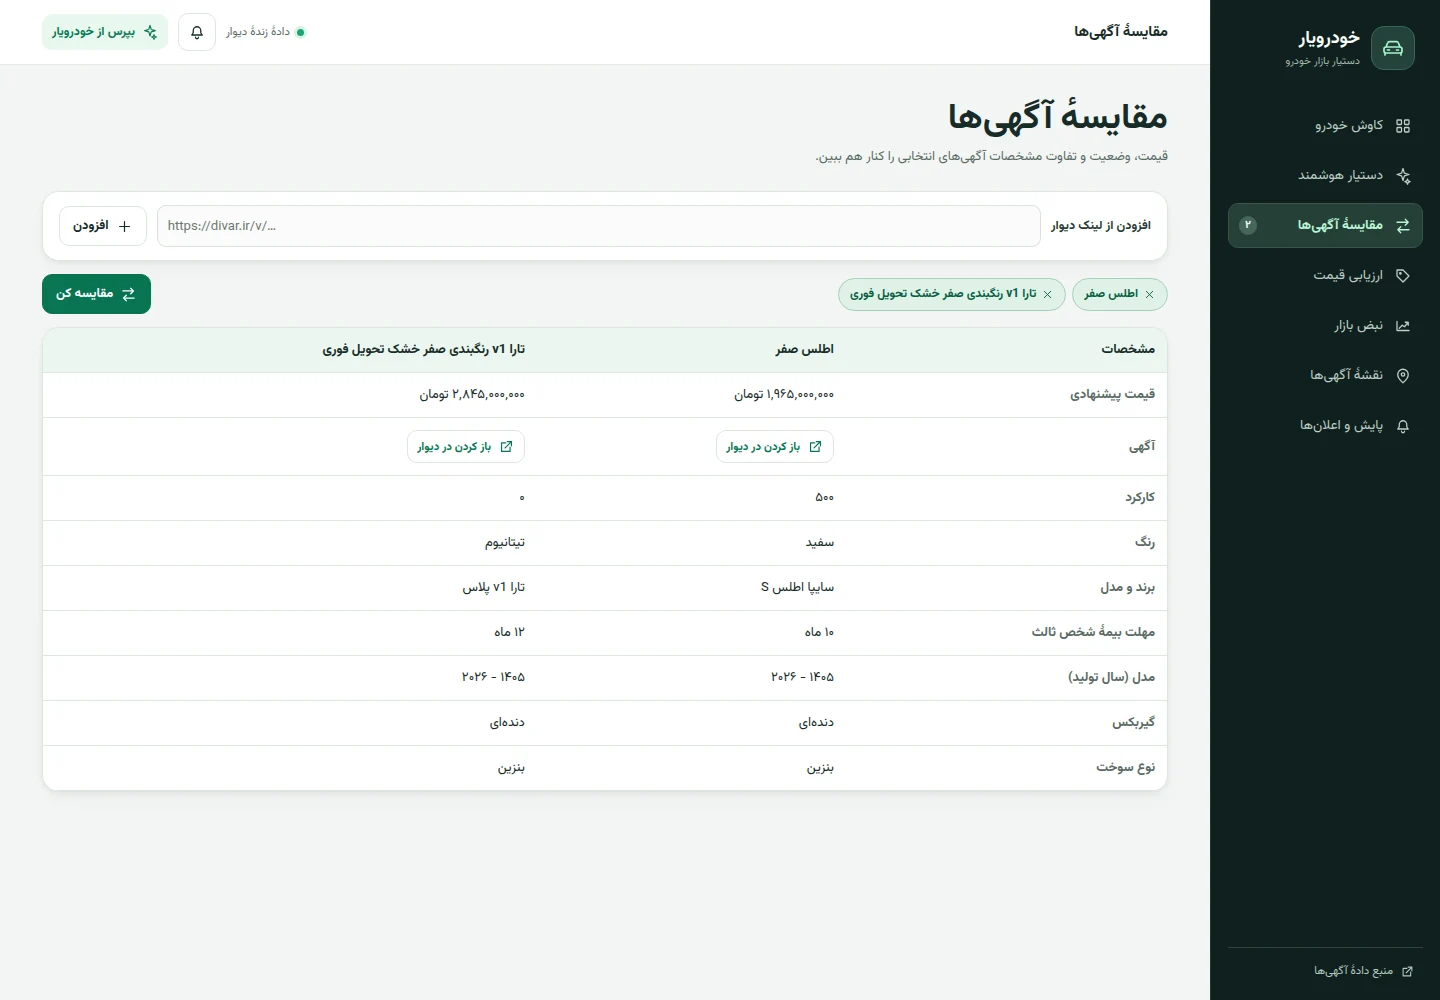 خودرویار
دستیار بازار خودرو
کاوش خودرو
دستیار هوشمند
مقایسهٔ آگهی‌ها ۲
ارزیابی قیمت
نبض بازار
نقشهٔ آگهی‌ها
پایش و اعلان‌ها
منبع دادهٔ آگهی‌ها
مقایسهٔ آگهی‌ها
دادهٔ زندهٔ دیوار
بپرس از خودرویار
مقایسهٔ آگهی‌ها
قیمت، وضعیت و تفاوت مشخصات آگهی‌های انتخابی را کنار هم ببین.
افزودن از لینک دیوار https://divar.ir/v/... افزودن
اطلس صفر تارا v1 رنگبندی صفر خشک تحویل فوری مقایسه کن
مشخصات اطلس صفر تارا v1 رنگبندی صفر خشک تحویل فوری
قیمت پیشنهادی ۱,۹۶۵,۰۰۰,۰۰۰ تومان ۲,۸۴۵,۰۰۰,۰۰۰ تومان
آگهی باز کردن در دیوار باز کردن در دیوار
کارکرد ۵۰۰ ۰
رنگ سفید تیتانیوم
برند و مدل سایپا اطلس S تارا v1 پلاس
مهلت بیمهٔ شخص ثالث ۱۰ ماه ۱۲ ماه
مدل (سال تولید) ۱۴۰۵ - ۲۰۲۶ ۱۴۰۵ - ۲۰۲۶
گیربکس دنده‌ای دنده‌ای
نوع سوخت بنزین بنزین